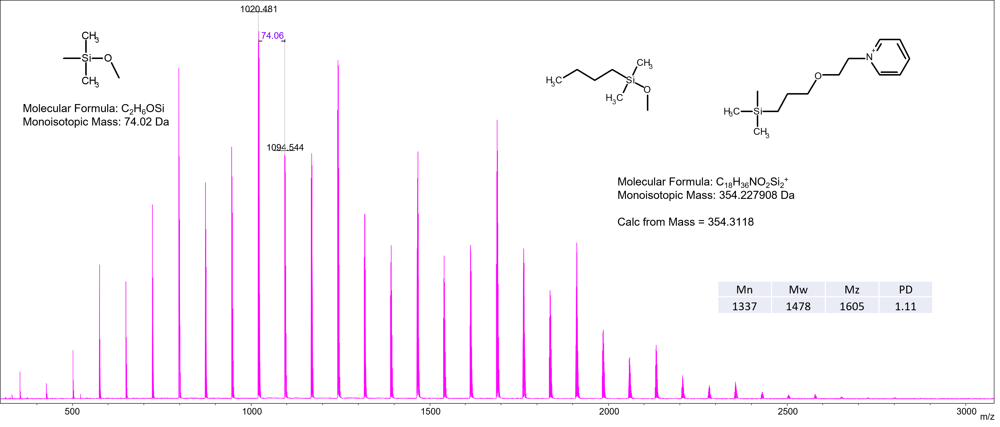 1020.481
74.06
1094.544
CH3
Si
O
CH3
Molecular Formula: C2H6OSi
Monoisotopic Mass: 74.02 Da
H3C
CH3
Si
H3C
O
H3C
Si
CH3
O
N+
Molecular Formula: C18H36NO2Si2+
Monoisotopic Mass: 354.227908 Da
Calc from Mass = 354.3118
Mn Mw Mz PD
1337 1478 1605 1.11
500 1000 1500 2000 2500 3000
m/z